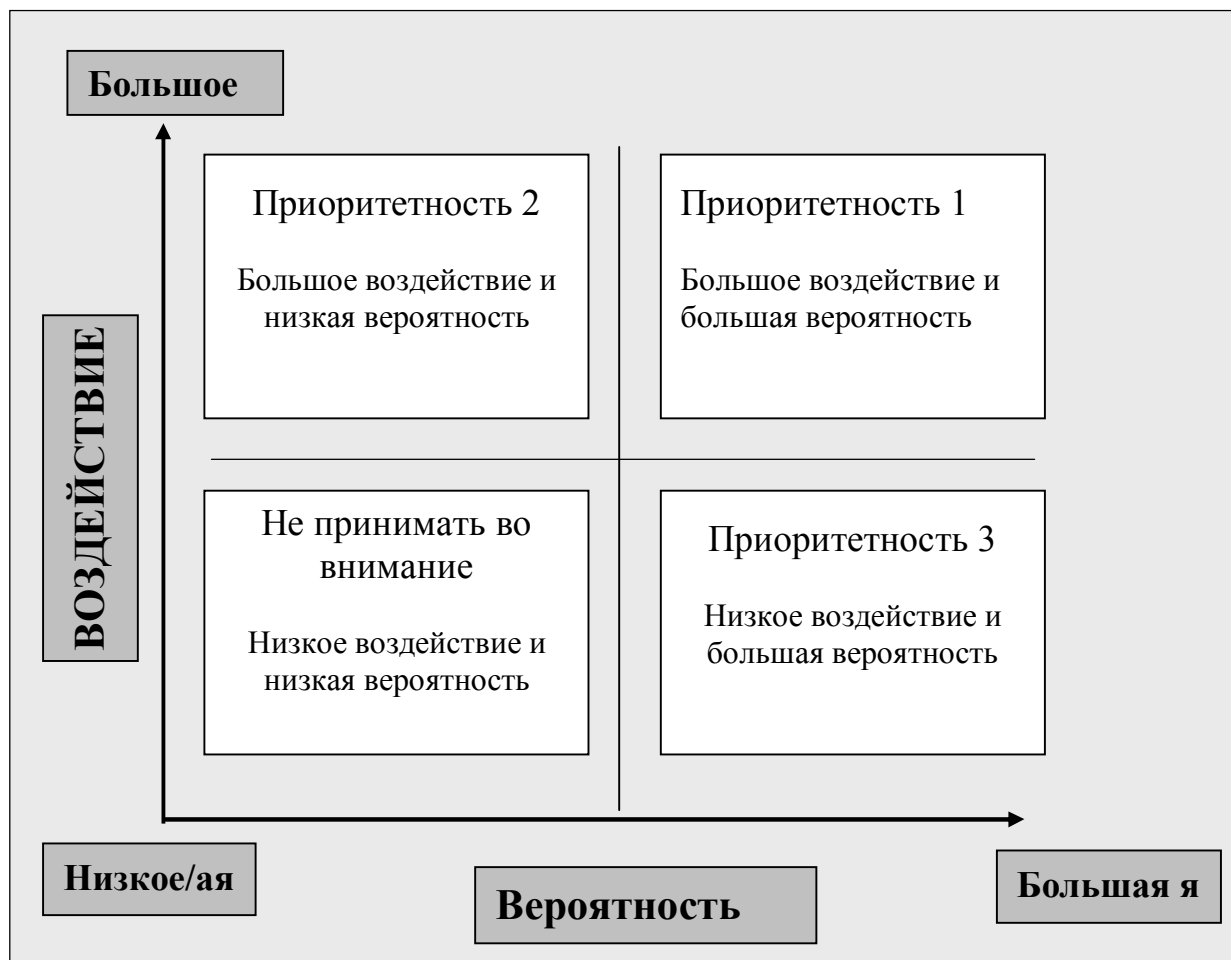 Большое
Приоритетность 2
Большое воздействие и
низкая вероятность
Приоритетность 1
Большое воздействие и
большая вероятность
ВОЗДЕЙСТВИЕ
Не принимать во
внимание
Низкое воздействие и
низкая вероятность
Приоритетность 3
Низкое воздействие и
большая вероятность
Низкое/ая
Вероятность
Большая я